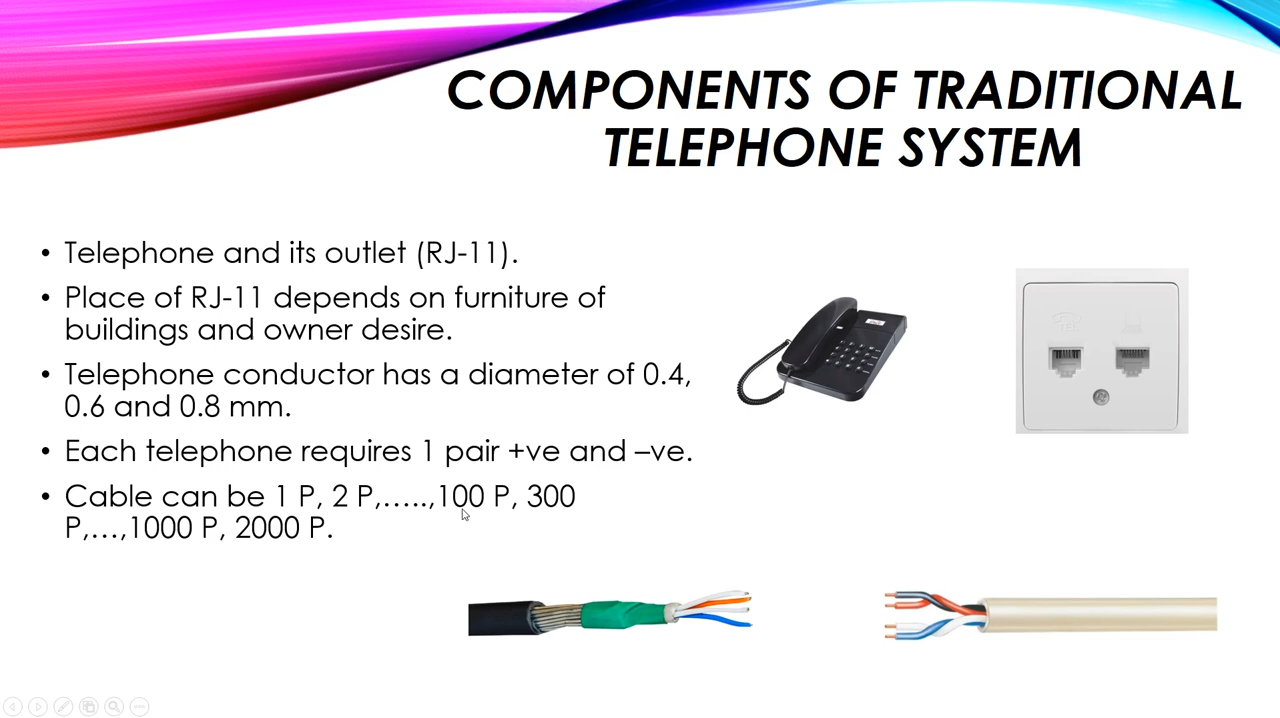 COMPONENTS OF TRADITIONAL
TELEPHONE SYSTEM
• Telephone and its outlet (RJ-11).
• Place of RJ-11 depends on furniture of
buildings and owner desire.
• Telephone conductor has a diameter of 0.4,
0.6 and 0.8 mm.
• Each telephone requires 1 pair +ve and –ve.
• Cable can be 1 P, 2 P,.….,100 P, 300
P,…,1000 P, 2000 P.